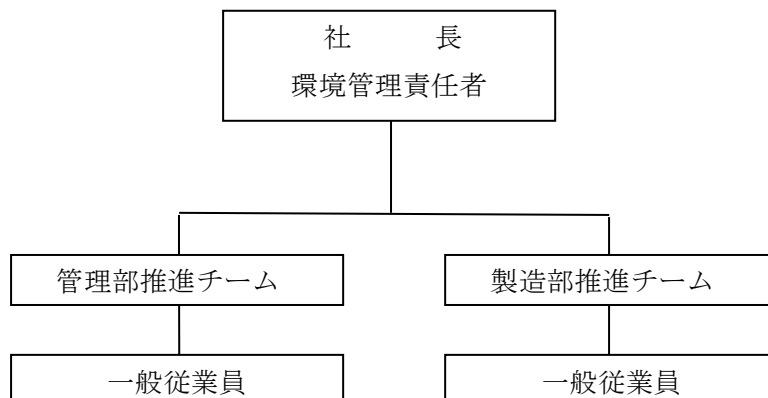 社　　　長
環境管理責任者
管理部推進チーム
製造部推進チーム
一般従業員
一般従業員